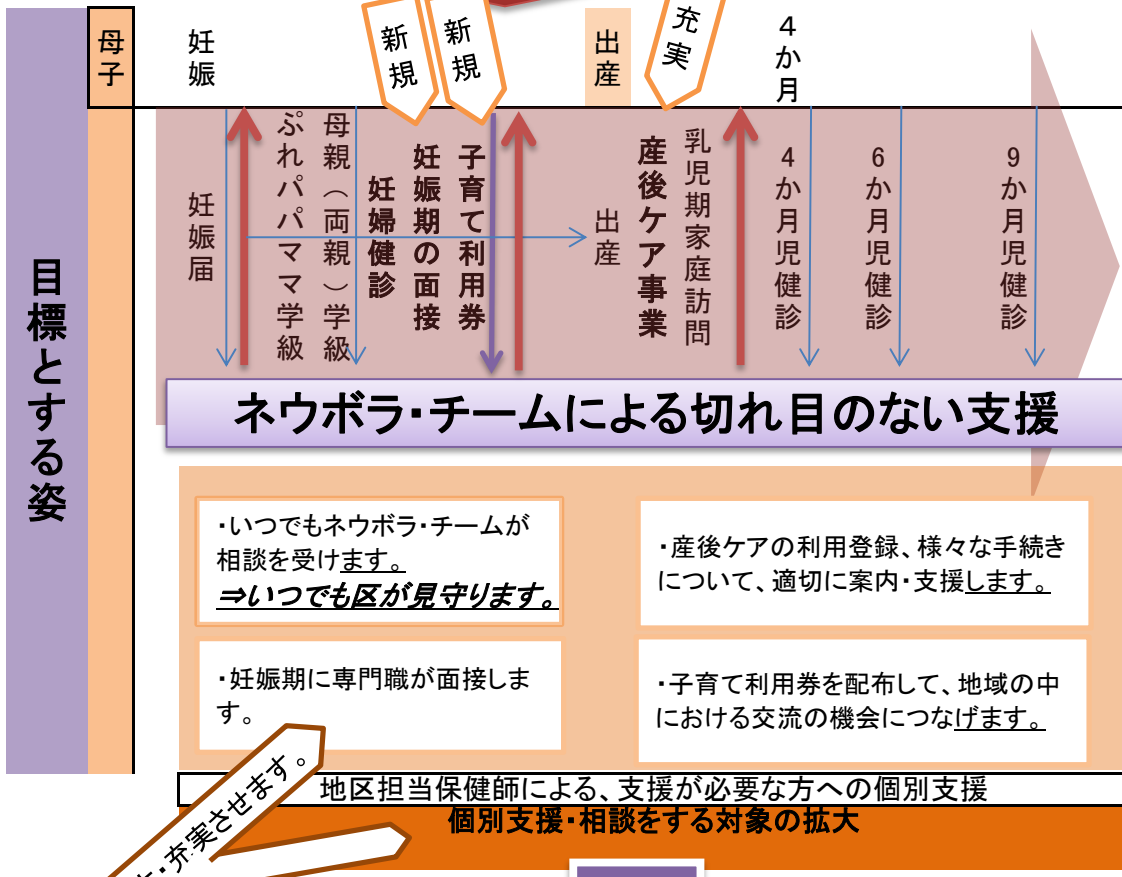 目標とする姿
母子
妊娠
新規
新規
出産
充実
４か月
妊娠届
ぷれパパママ学級
母親（両親）学級
妊婦健診
妊娠期の面接
子育て利用券
出産
産後ケア事業
乳児期家庭訪問
4か月児健診
6か月児健診
9か月児健診
ネウボラ・チームによる切れ目のない支援
・いつでもネウボラ・チームが
相談を受けます。
⇒いつでも区が見守ります。
・産後ケアの利用登録、様々な手続き
について、適切に案内・支援します。
・妊娠期に専門職が面接しま
す。
・子育て利用券を配布して、地域の中
における交流の機会につなげます。
・充実させます。
地区担当保健師による、支援が必要な方への個別支援
個別支援・相談をする対象の拡大